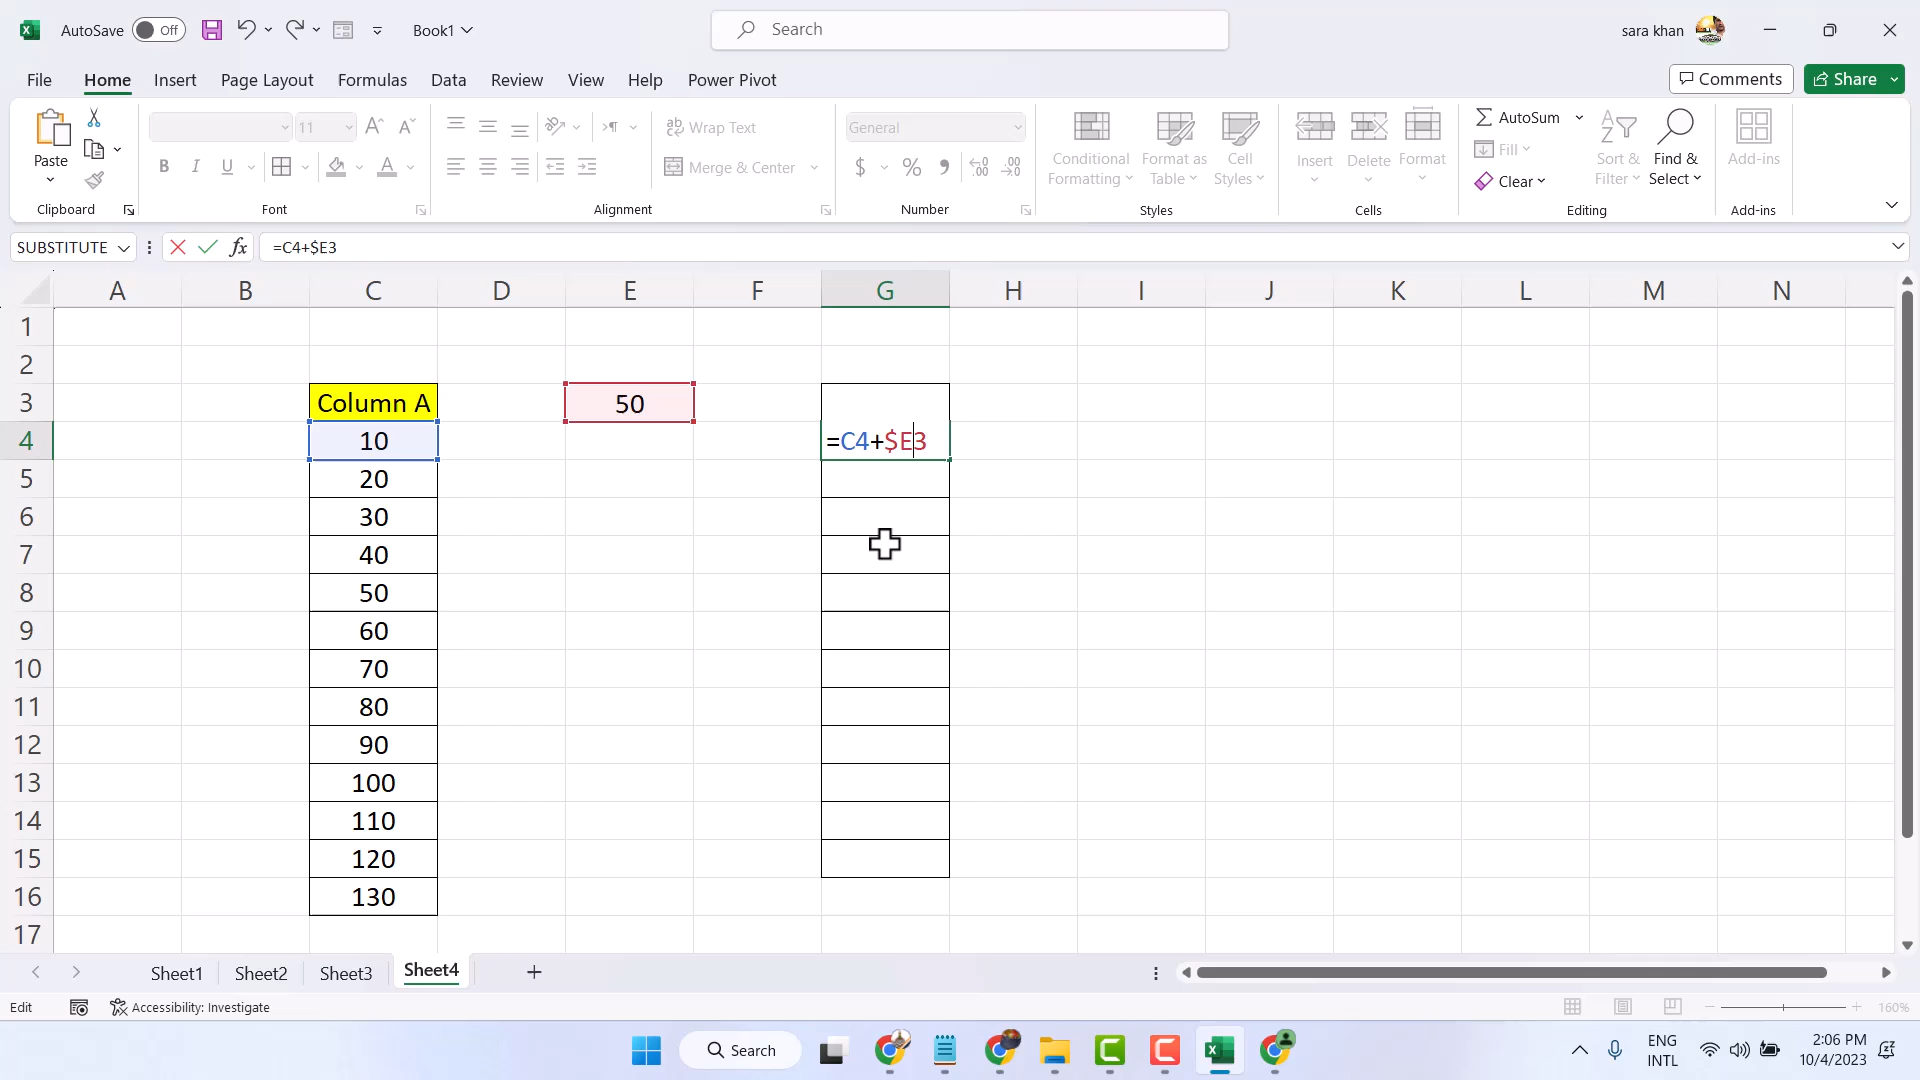 AutoSave Off Book1 Search sara khan
File Home Insert Page Layout Formulas Data Review View Help Power Pivot Comments Share
Paste
Clipboard
11
B I U
Font
Wrap Text
Merge & Center
Alignment
General
$ % ,
Number
Conditional Formatting
Format as Table
Cell Styles
Styles
Insert
Delete
Format
Cells
AutoSum
Fill
Clear
Sort & Filter
Find & Select
Editing
Add-ins
Add-ins
SUBSTITUTE fx =C4+$E3
A B C D E F G H I J K L M N
1
2
3 Column A 50
4 10 =C4+$E3
5 20
6 30
7 40
8 50
9 60
10 70
11 80
12 90
13 100
14 110
15 120
16 130
17
Sheet1 Sheet2 Sheet3 Sheet4
Edit Accessibility: Investigate 160%
Search ENG 2:06 PM
INTL 10/4/2023